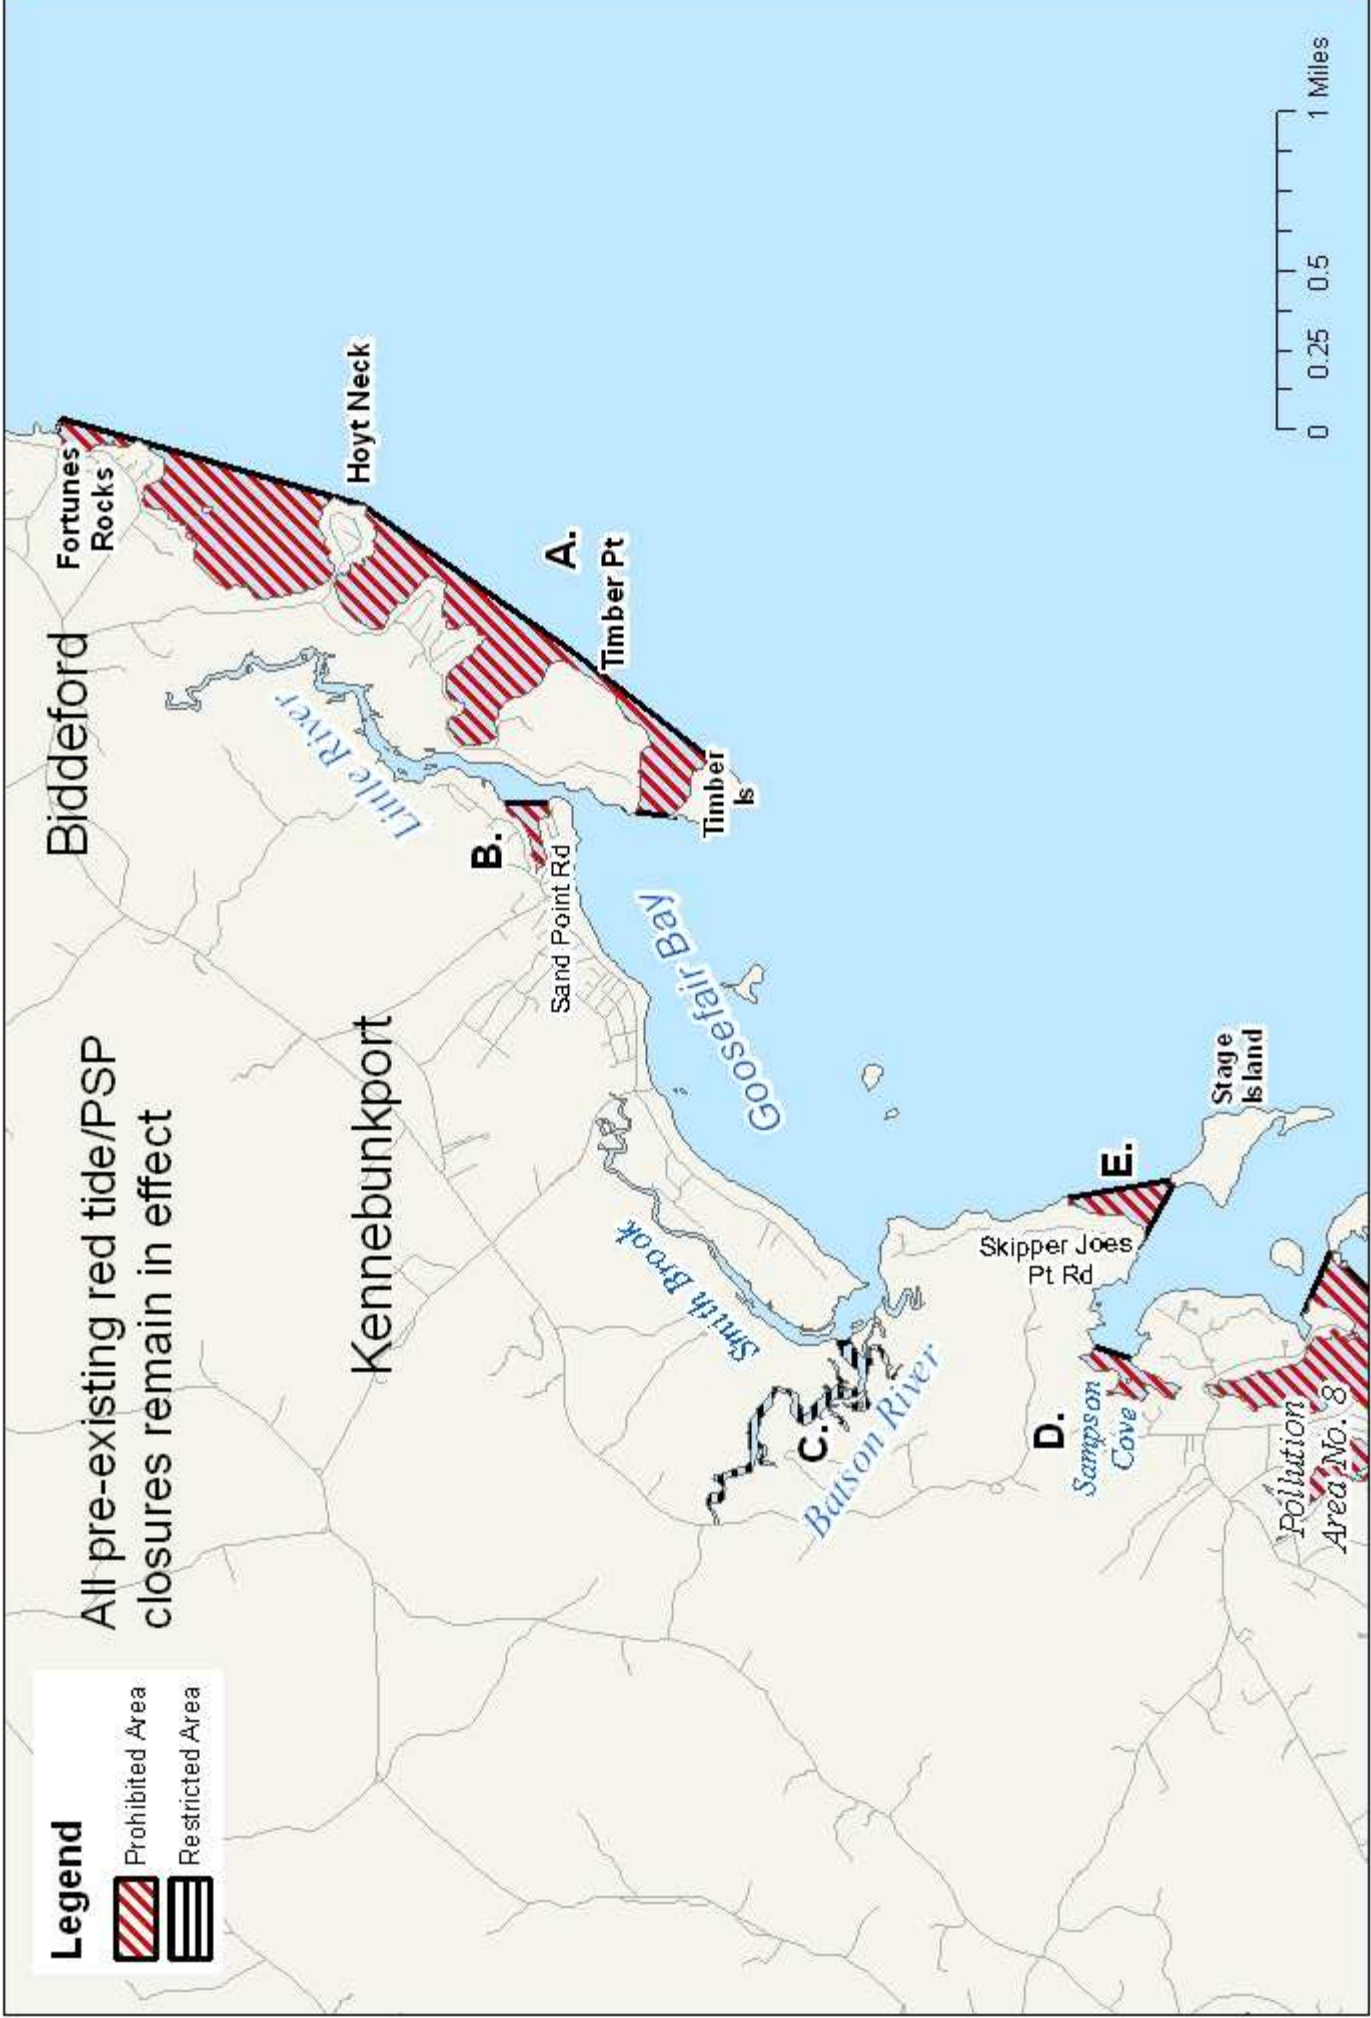 Legend
Prohibited Area
Restricted Area
All pre-existing red tide/PSP
closures remain in effect
Biddeford
Kennebunkport
Fortunes
Rocks
Hoyt Neck
A.
Timber Pt
Little River
B.
Sand Point Rd
Timber
Is
Goosefair Bay
Smith Brook
C.
Batson River
Skipper Joes
Pt Rd
E.
Stage
Island
D.
Sampson
Cove
Pollution
Area No. 8
0 0.25 0.5 1 Miles